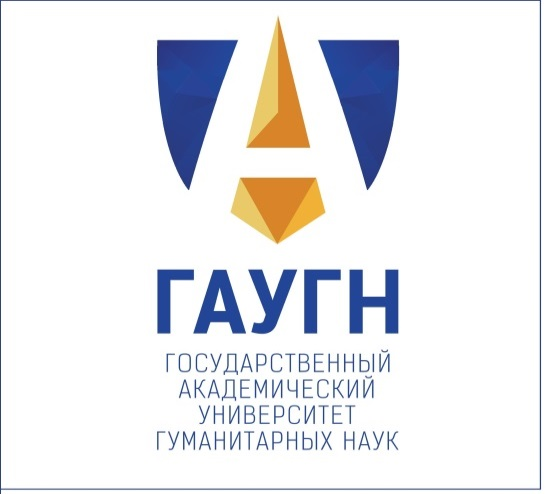 ГАУГН
ГОСУДАРСТВЕННЫЙ
АКАДЕМИЧЕСКИЙ
УНИВЕРСИТЕТ
ГУМАНИТАРНЫХ НАУК